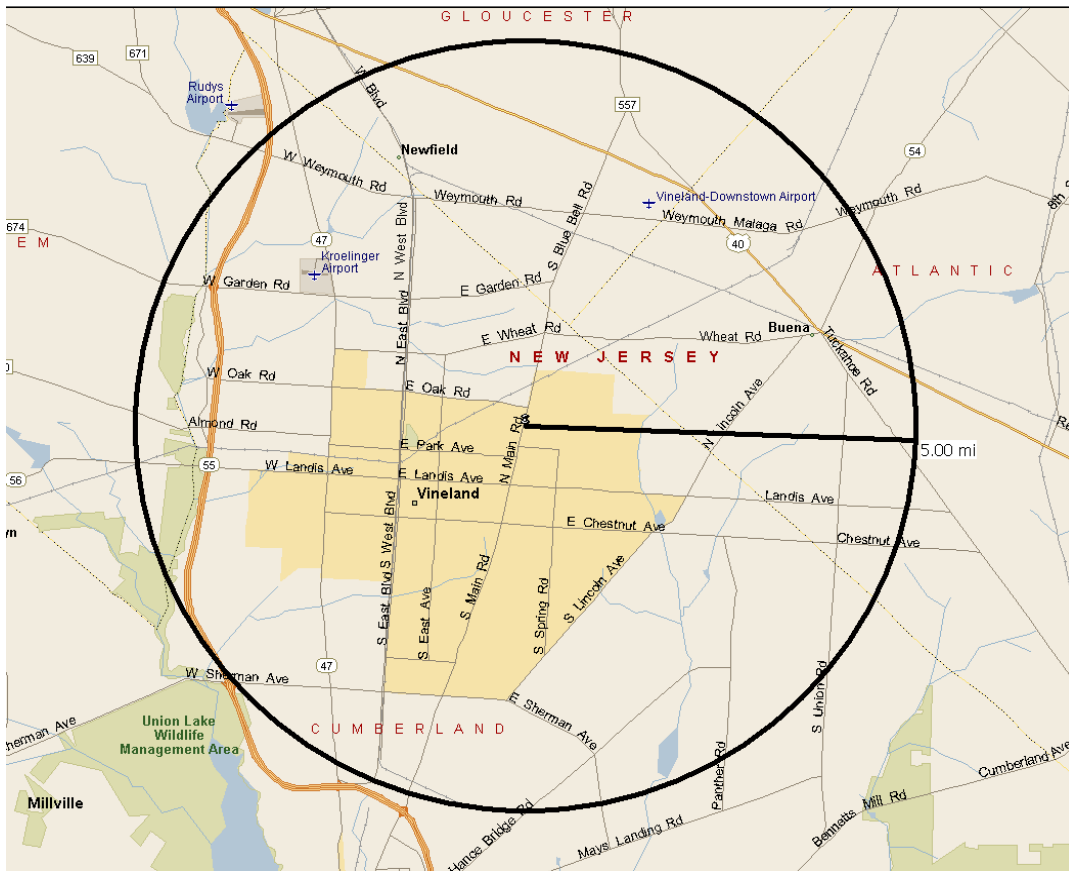 GLOUCESTER
671
639
Rudys
Airport
W Blvd
557
Newfield
54
W Weymouth Rd
Weymouth Rd
Vineland-Downstown Airport
Weymouth Rd
8th
S Blue Bell Rd
Weymouth Malaga Rd
674
EM
47
N West Blvd
40
Kroelinger
Airport
ATLANTIC
W Garden Rd
E Garden Rd
N East Blvd
E Wheat Rd
Wheat Rd
Buena
Tuckahoe Rd
NEW JERSEY
W Oak Rd
E Oak Rd
N Lincoln Ave
Almond Rd
N Main Rd
Re
E Park Ave
5.00 mi
55
W Landis Ave
E Landis Ave
56
Vineland
Landis Ave
E Chestnut Ave
Chestnut Ave
yn
S West Blvd
S East Blvd
S East Ave
S Main Rd
S Spring Rd
S Lincoln Ave
47
W Sherman Ave
S Union Rd
E Sherman Ave
CUMBERLAND
Sherman Ave
Union Lake
Wildlife
Management Area
Panther Rd
Cumberland Ave
Millville
Hance Bridge Rd
Mays Landing Rd
Bennetts Mill Rd